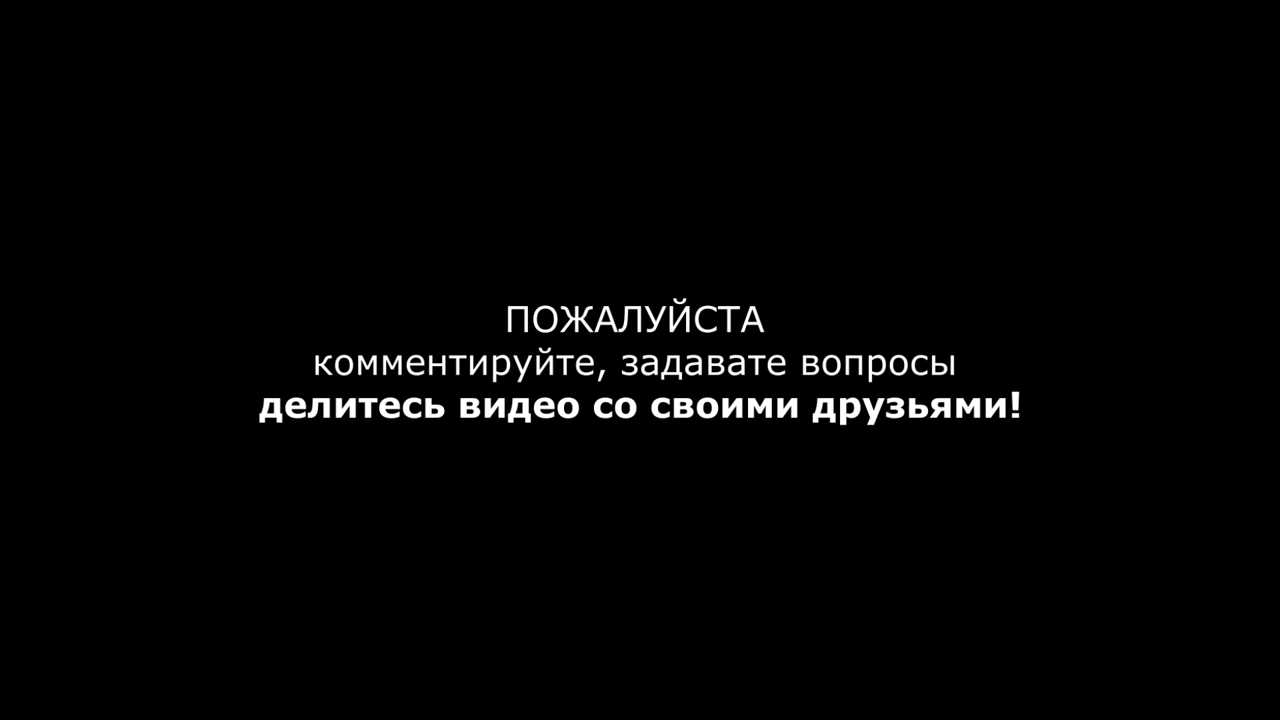 ПОЖАЛУЙСТА
комментируйте, задавате вопросы
делитесь видео со своими друзьями!